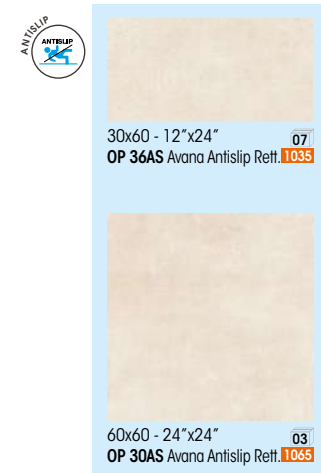 ANTISLIP
ANTISLIP
30x60 - 12”x24” 07
OP 36AS Avana Antislip Rett. 1035
60x60 - 24”x24” 03
OP 30AS Avana Antislip Rett. 1065